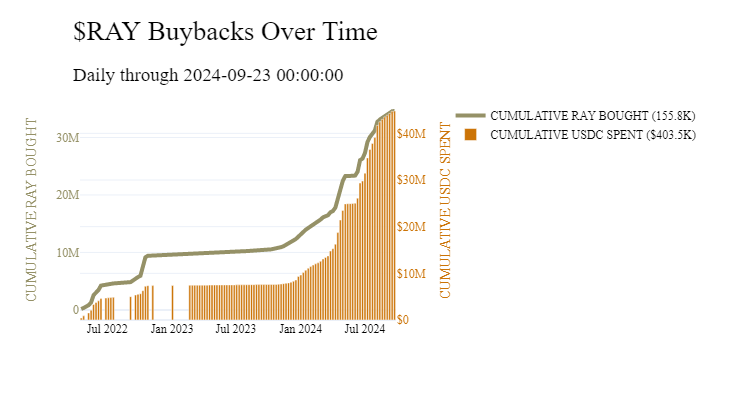 $RAY Buybacks Over Time
Daily through 2024-09-23 00:00:00
CUMULATIVE RAY BOUGHT
30M
20M
10M
0
$40M
$30M
$20M
$10M
$0
CUMULATIVE USDC SPENT
CUMULATIVE RAY BOUGHT (155.8K)
CUMULATIVE USDC SPENT ($403.5K)
Jul 2022
Jan 2023
Jul 2023
Jan 2024
Jul 2024